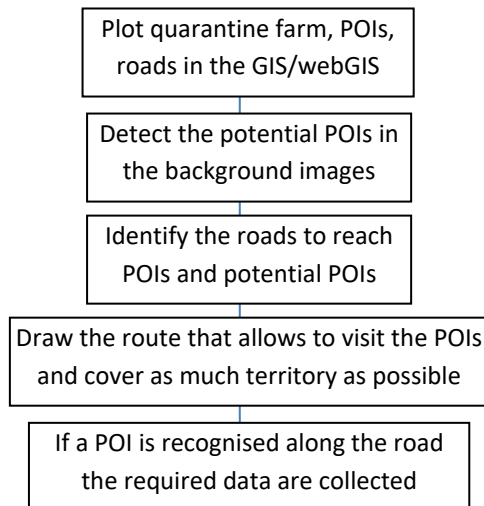 Plot quarantine farm, POIs,
roads in the GIS/webGIS
Detect the potential POIs in
the background images
Identify the roads to reach
POIs and potential POIs
Draw the route that allows to visit the POIs
and cover as much territory as possible
If a POI is recognised along the road
the required data are collected